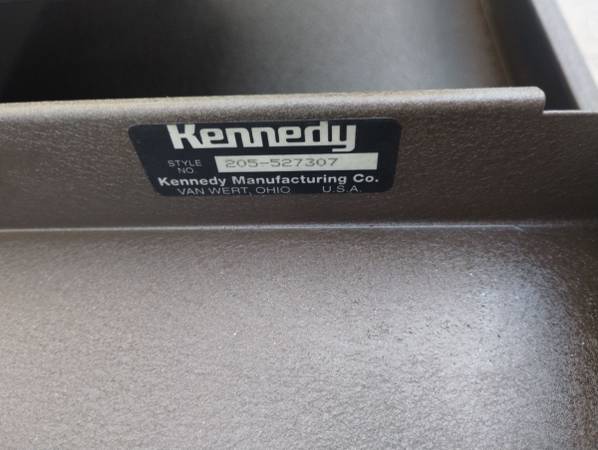 Kennedy
STYLE NO. 205-527307
Kennedy Manufacturing Co.
VAN WERT, OHIO U.S.A.